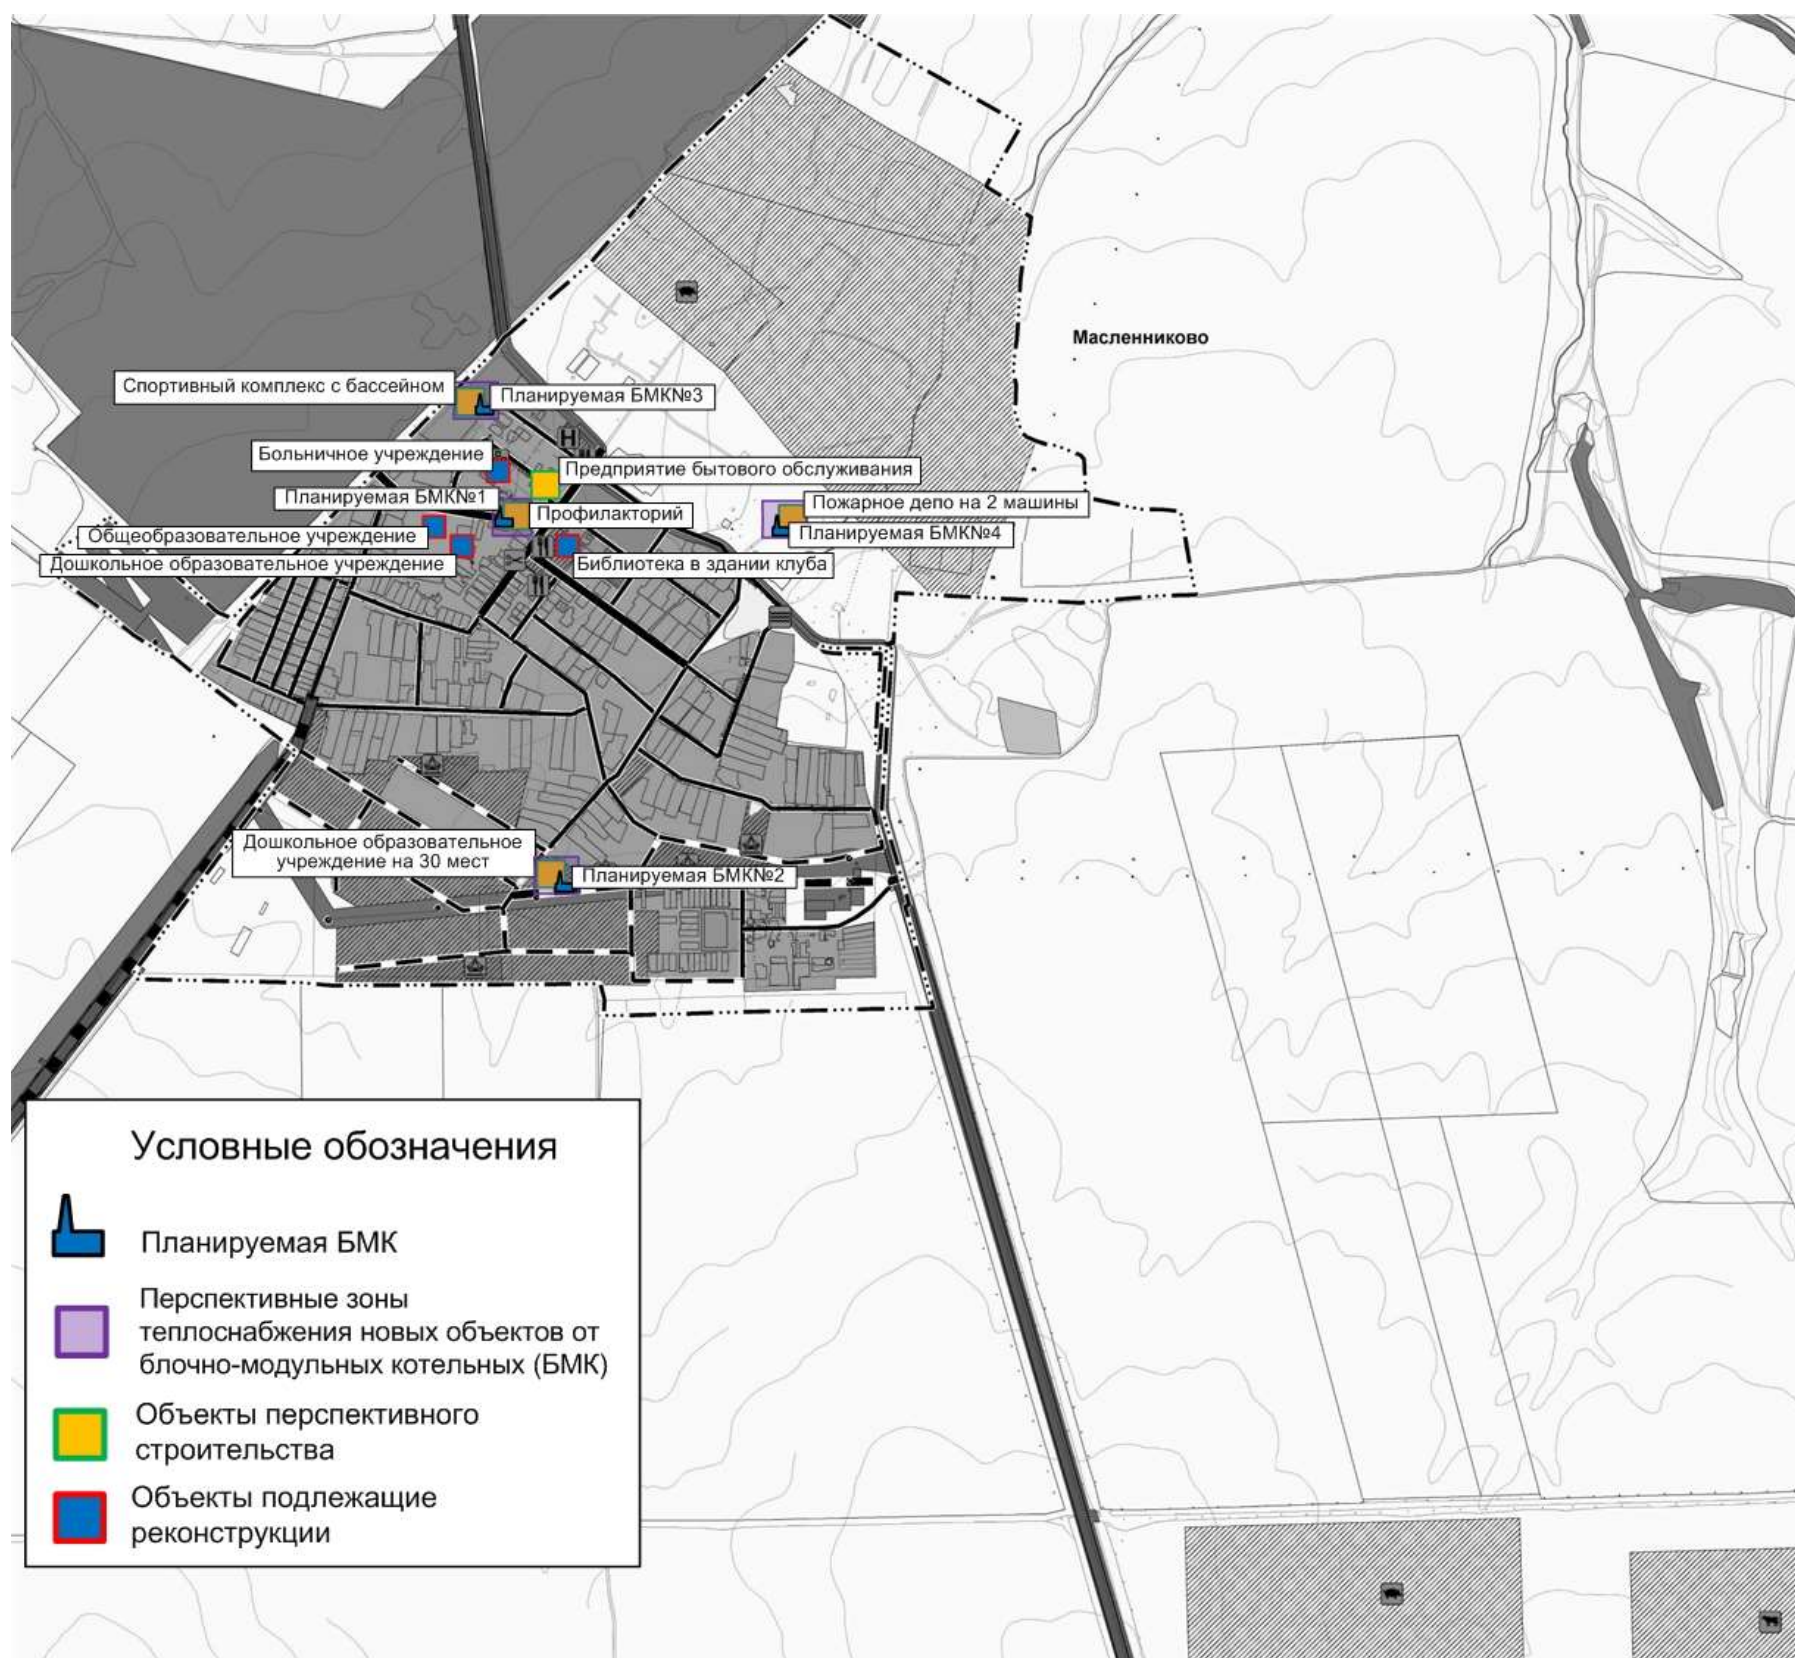 Масленниково
Спортивный комплекс с бассейном
Планируемая БМК№3
Н
Больничное учреждение
Предприятие бытового обслуживания
Планируемая БМК№1
Пожарное депо на 2 машины
Профилакторий
Общеобразовательное учреждение
Планируемая БМК№4
Дошкольное образовательное учреждение
Библиотека в здании клуба
Дошкольное образовательное
учреждение на 30 мест
Планируемая БМК№2
Условные обозначения
Планируемая БМК
Перспективные зоны
теплоснабжения новых объектов от
блочно-модульных котельных (БМК)
Объекты перспективного
строительства
Объекты подлежащие
реконструкции